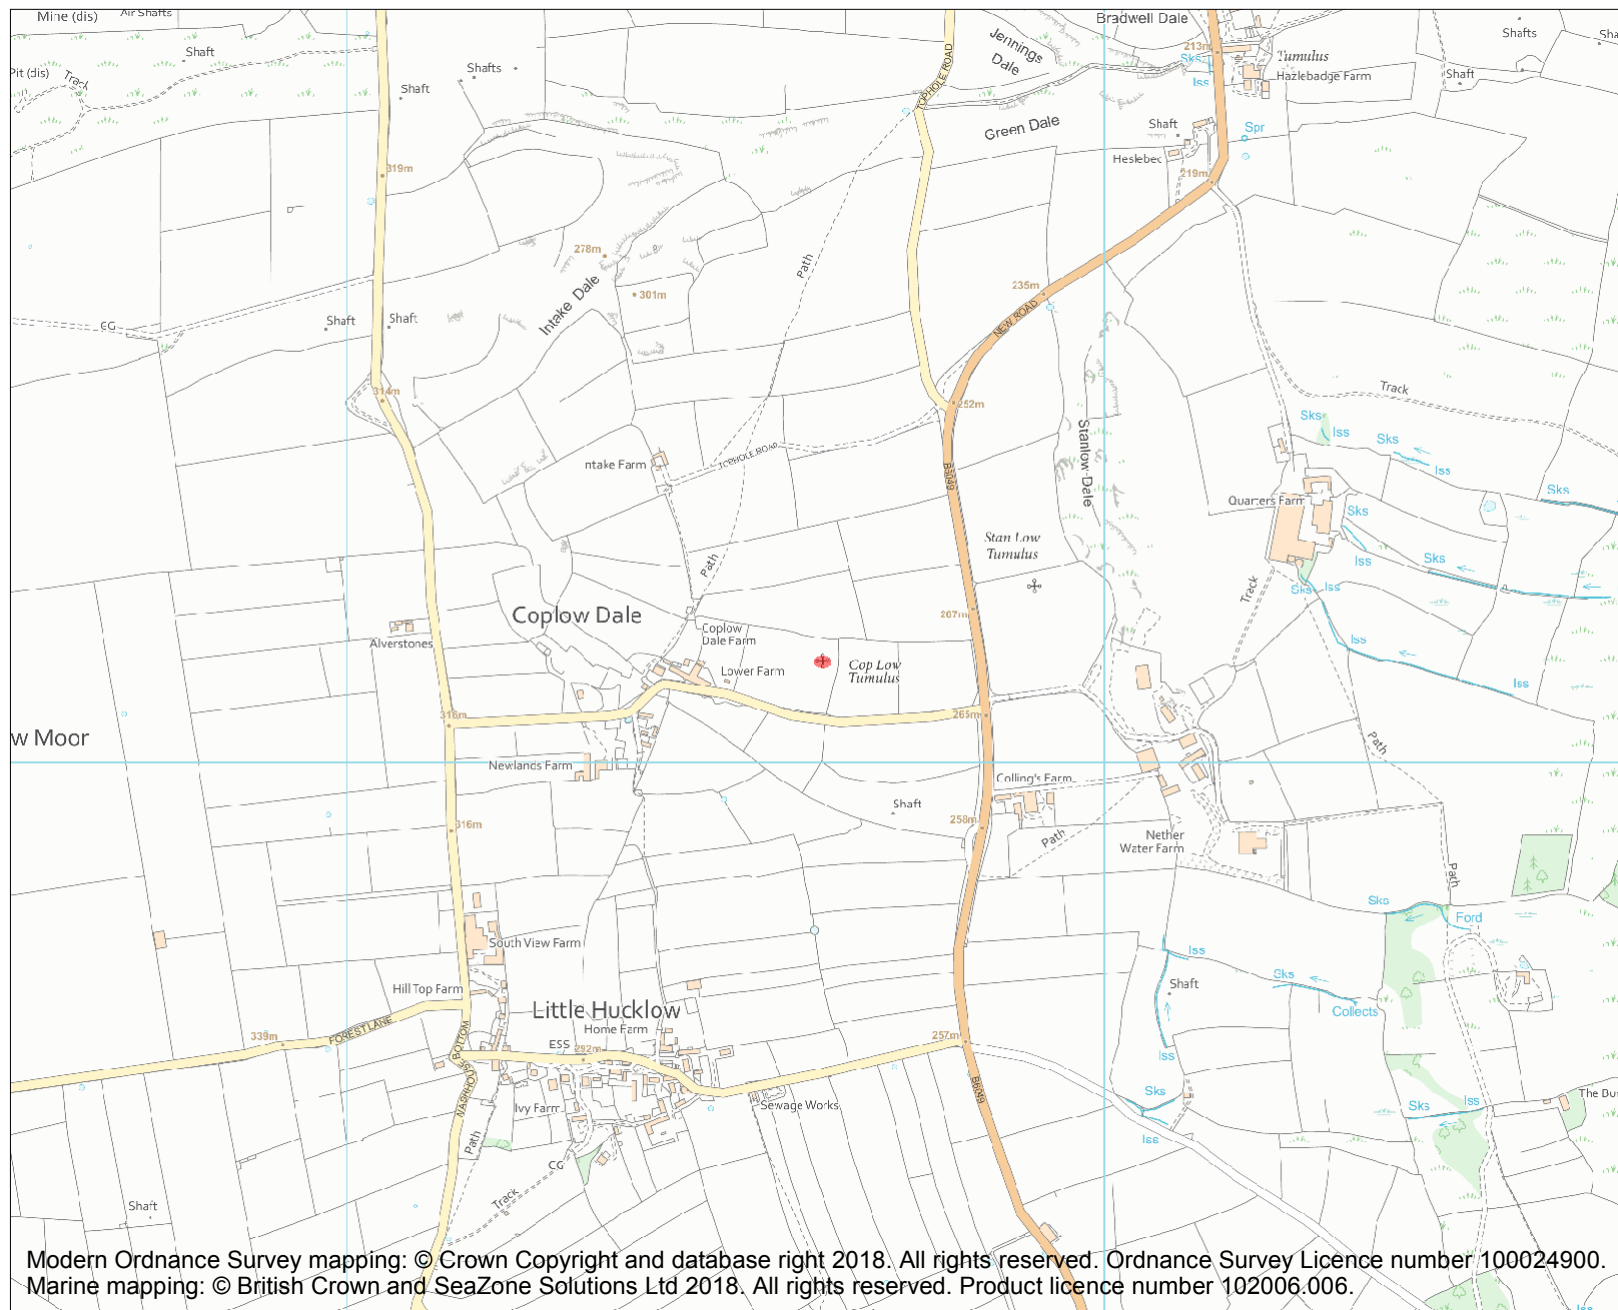 Mine (dis)
Air Shafts
Shaft
Pit (dis)
Track
Shafts
Shaft
TOPHOLE ROAD
Jennings
Dale
Bradwell Dale
213m
Sks
Iss
Tumulus
Hazlebadge Farm
Shafts
Shaft
Green Dale
Shaft
Spr
219m
319m
278m
301m
Intake Dale
Path
235m
NEW ROAD
CG
Shaft
Shaft
314m
252m
Track
Stanlow Dale
Sks
Iss
Sks
Iss
Sks
ntake Farm
TOPHOLE ROAD
B6049
Quarters Farm
Sks
Iss
Sks
Stan Low
Tumulus
Path
Track
Sks
Iss
Coplow Dale
267m
Alverstones
Coplow
Dale Farm
Lower Farm
Cop Low
Tumulus
Iss
Iss
316m
265m
w Moor
Path
Newlands Farm
Colling's Farm
Shaft
258m
316m
Path
Nether
Water Farm
Path
Sks
Ford
South View Farm
Iss
Sks
Shaft
Collects
Hill Top Farm
Little Hucklow
Home Farm
339m
FOREST LANE
BOTTOM
ESS
292m
257m
Iss
NASHHOUSE
Ivy Farm
Sewage Works
B6049
Sks
Iss
Sks
Iss
The Bu
Path
CG
Track
Shaft
Modern Ordnance Survey mapping: © Crown Copyright and database right 2018. All rights reserved. Ordnance Survey Licence number 100024900.
Marine mapping: © British Crown and SeaZone Solutions Ltd 2018. All rights reserved. Product licence number 102006.006.
Iss